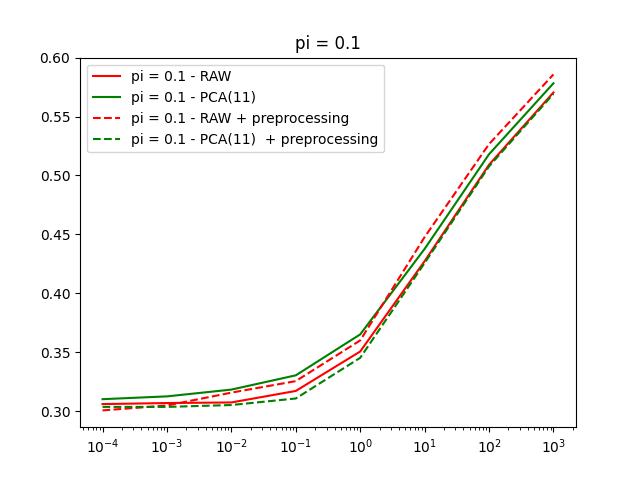 pi = 0.1
pi = 0.1 - RAW
pi = 0.1 - PCA(11)
pi = 0.1 - RAW + preprocessing
pi = 0.1 - PCA(11)  + preprocessing
0.60
0.55
0.50
0.45
0.40
0.35
0.30
10⁻⁴ 10⁻³ 10⁻² 10⁻¹ 10⁰ 10¹ 10² 10³